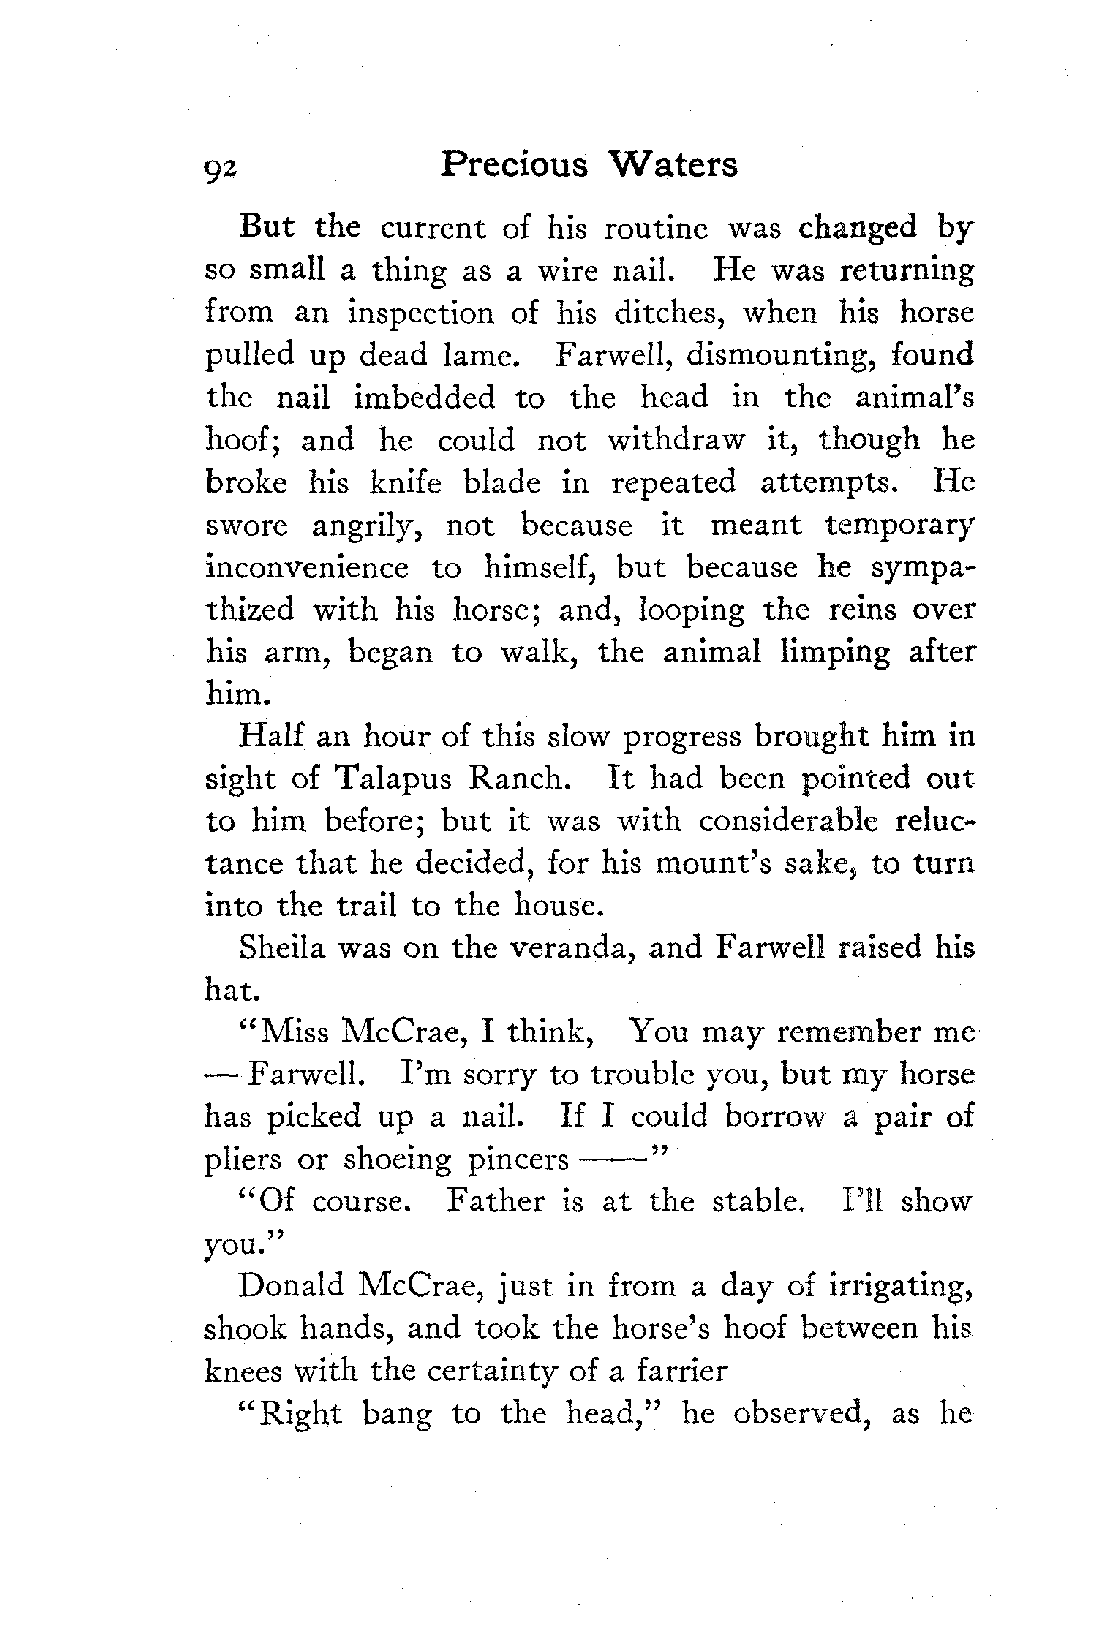 92 Precious Waters
But the current of his routine was changed by
so small a thing as a wire nail. He was returning
from an inspection of his ditches, when his horse
pulled up dead lame. Farwell, dismounting, found
the nail imbedded to the head in the animal's
hoof; and he could not withdraw it, though he
broke his knife blade in repeated attempts. He
swore angrily, not because it meant temporary
inconvenience to himself, but because he sympa-
thized with his horse; and, looping the reins over
his arm, began to walk, the animal limping after
him.
Half an hour of this slow progress brought him in
sight of Talapus Ranch. It had been pointed out
to him before; but it was with considerable reluc-
tance that he decided, for his mount's sake, to turn
into the trail to the house.
Sheila was on the veranda, and Farwell raised his
hat.
"Miss McCrae, I think, You may remember me
— Farwell. I'm sorry to trouble you, but my horse
has picked up a nail. If I could borrow a pair of
pliers or shoeing pincers ——"
"Of course. Father is at the stable. I'll show
you."
Donald McCrae, just in from a day of irrigating,
shook hands, and took the horse's hoof between his
knees with the certainty of a farrier
"Right bang to the head," he observed, as he